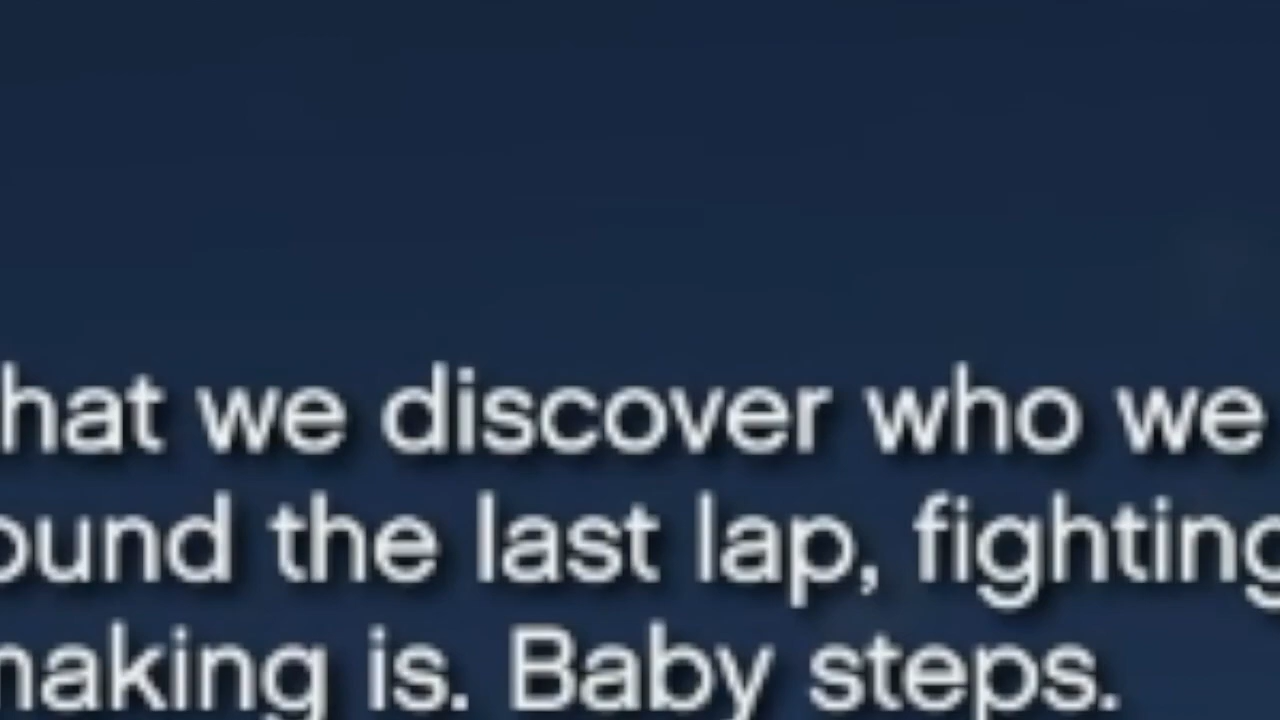 hat we discover who we
ound the last lap, fighting
naking is. Baby steps.